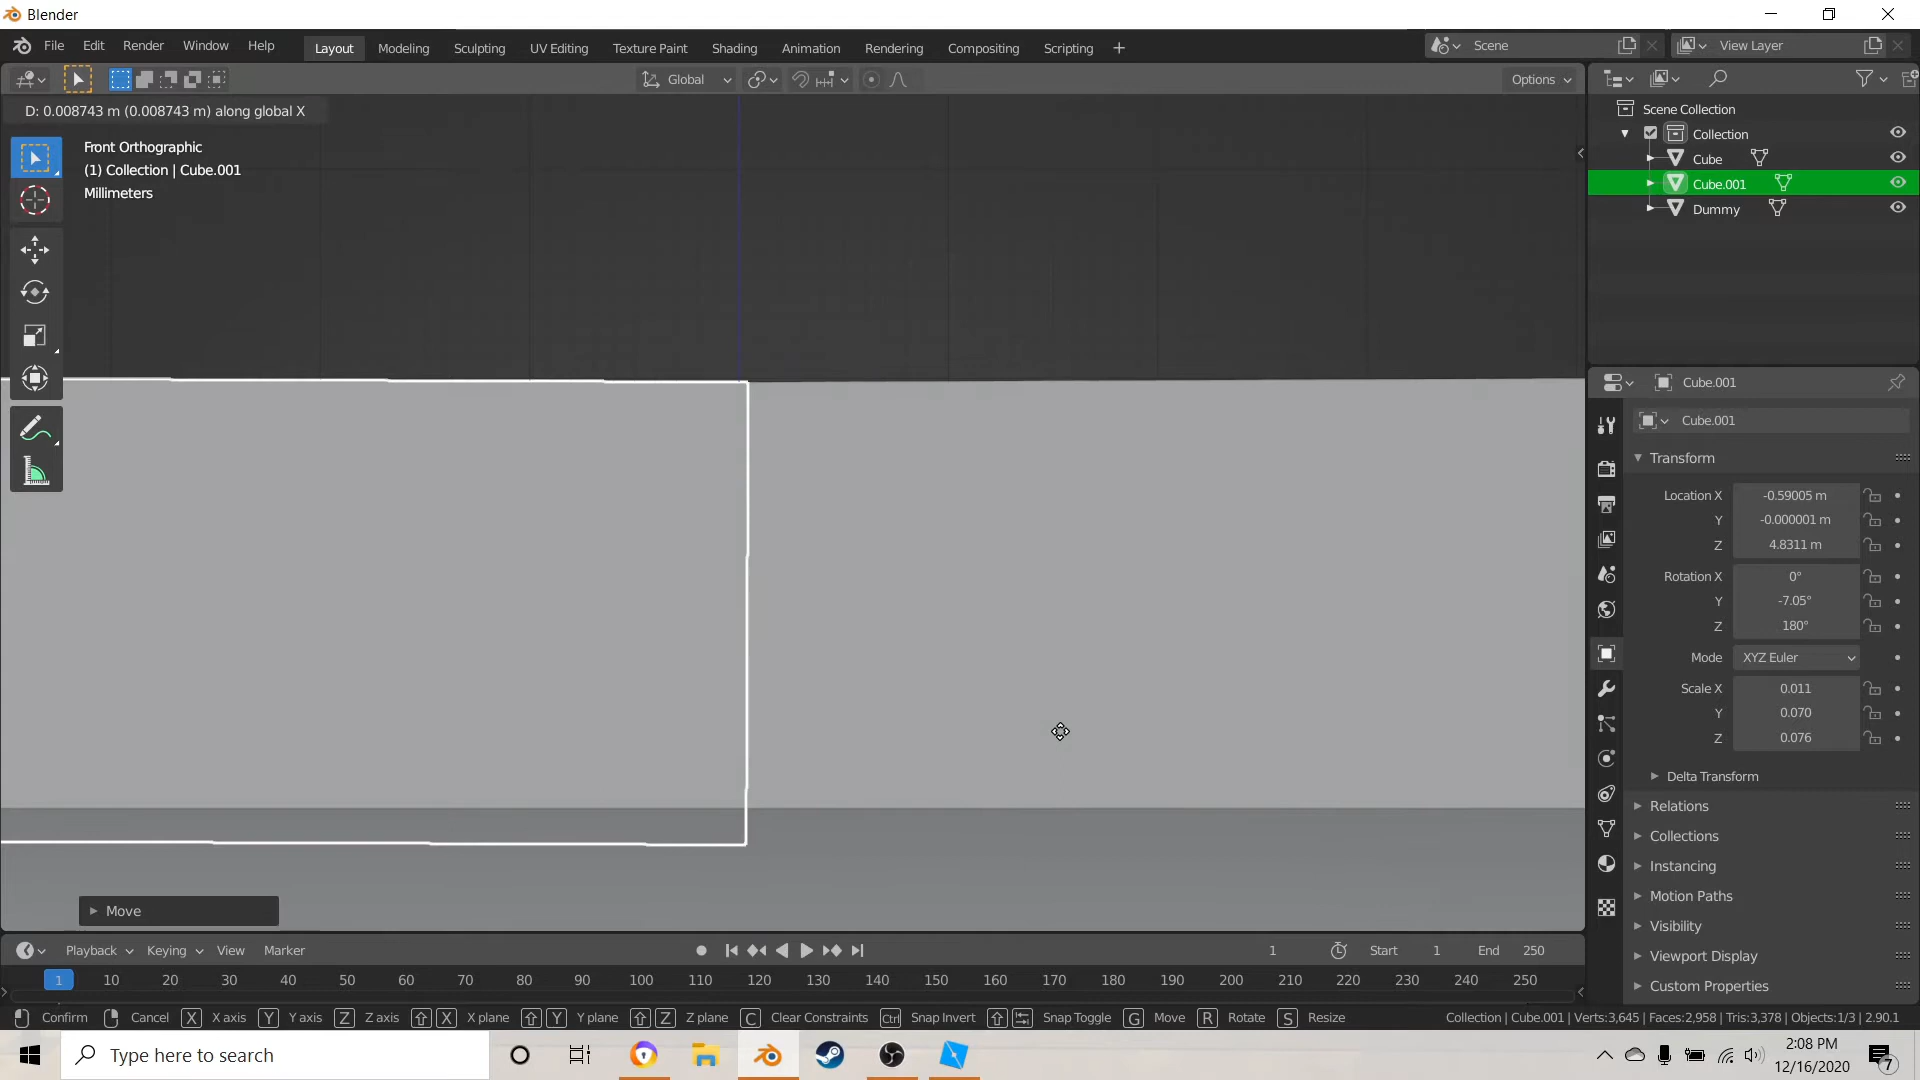 Blender
File Edit Render Window Help Layout Modeling Sculpting UV Editing Texture Paint Shading Animation Rendering Compositing Scripting + Scene View Layer
Global Options
D: 0.008743 m (0.008743 m) along global X
Front Orthographic
(1) Collection | Cube.001
Millimeters
Scene Collection
Collection
Cube
Cube.001
Dummy
Cube.001
Cube.001
Transform
Location X -0.59005 m
Y -0.000001 m
Z 4.8311 m
Rotation X 0°
Y -7.05°
Z 180°
Mode XYZ Euler
Scale X 0.011
Y 0.070
Z 0.076
Delta Transform
Relations
Collections
Instancing
Motion Paths
Visibility
Viewport Display
Custom Properties
Move
Playback Keying View Marker 1 Start 1 End 250
1 10 20 30 40 50 60 70 80 90 100 110 120 130 140 150 160 170 180 190 200 210 220 230 240 250
Confirm Cancel X X axis Y Y axis Z Z axis X X plane Y Y plane Z Z plane C Clear Constraints Ctrl Snap Invert Snap Toggle G Move R Rotate S Resize Collection | Cube.001 | Verts:3,645 | Faces:2,958 | Tris:3,378 | Objects:1/3 | 2.90.1
Type here to search
2:08 PM
12/16/2020
7